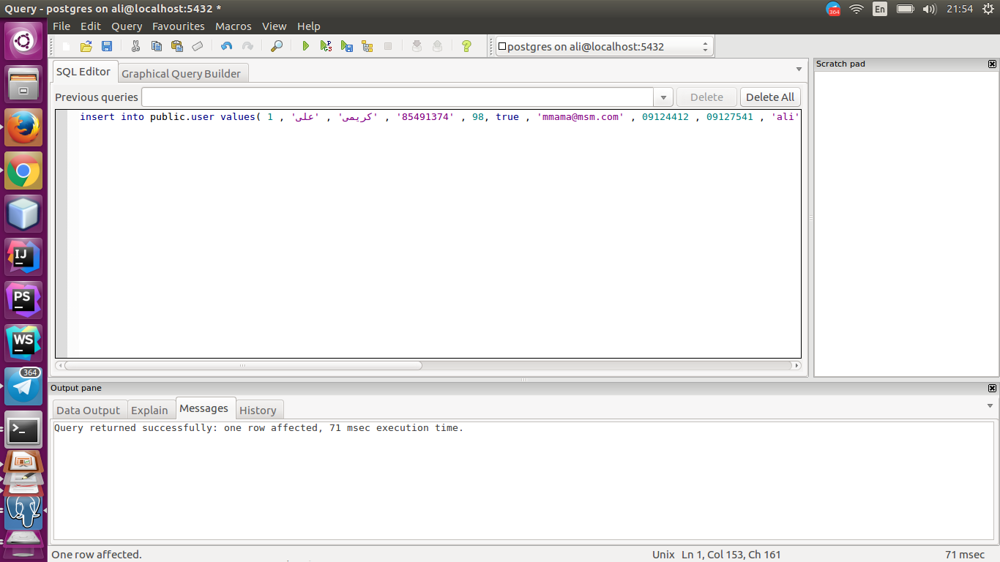 Query - postgres on ali@localhost:5432 *
364
En
21:54
File Edit Query Favourites Macros View Help
postgres on ali@localhost:5432
SQL Editor Graphical Query Builder
Scratch pad
Previous queries Delete Delete All
insert into public.user values( 1 , 'علی' , 'کریمی' , '85491374' , 98, true , 'mmama@msm.com' , 09124412 , 09127541 , 'ali'
IJ
PS
WS
364
Output pane
Data Output Explain Messages History
Query returned successfully: one row affected, 71 msec execution time.
One row affected. Unix Ln 1, Col 153, Ch 161 71 msec